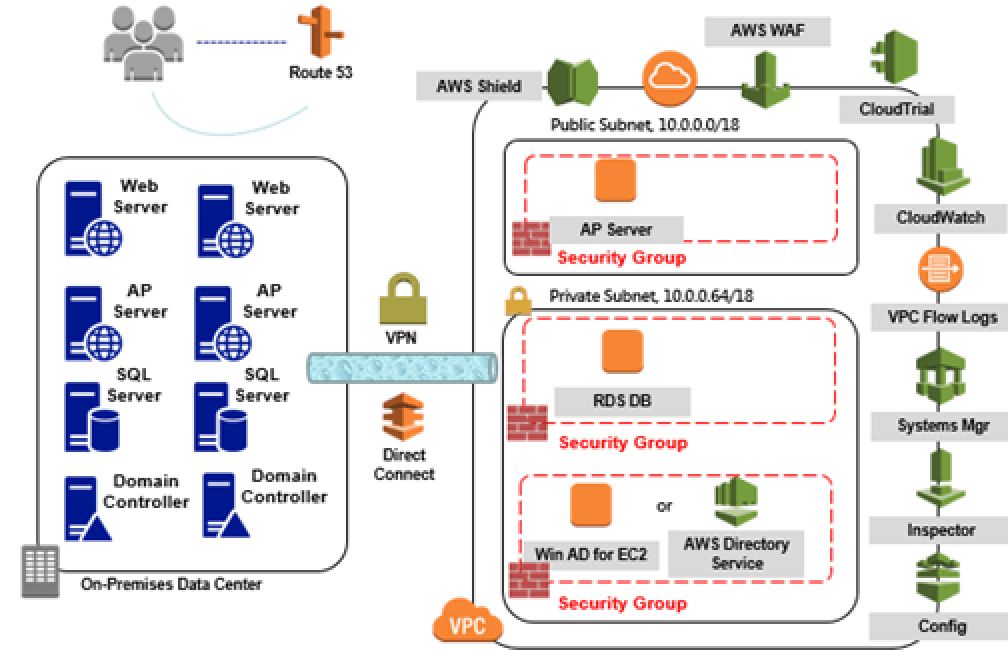 Route 53
AWS WAF
AWS Shield
CloudTrial
Public Subnet, 10.0.0.0/18
AP Server
Security Group
CloudWatch
VPC Flow Logs
Systems Mgr
Inspector
Config
Private Subnet, 10.0.0.64/18
RDS DB
Security Group
Win AD for EC2
or
AWS Directory
Service
Security Group
VPC
VPN
Direct
Connect
Web
Server
Web
Server
AP
Server
AP
Server
SQL
Server
SQL
Server
Domain
Controller
Domain
Controller
On-Premises Data Center